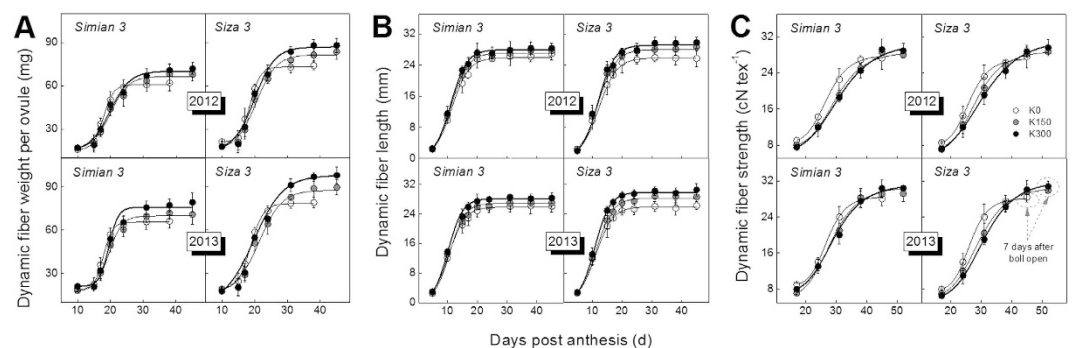 A
B
C
Simian 3
Siza 3
Simian 3
Siza 3
Simian 3
Siza 3
90
60
30
2012
Simian 3
Siza 3
90
60
30
2013
10 20 30 40
10 20 30 40
Dynamic fiber weight per ovule (mg)
32
24
16
8
0
2012
Simian 3
Siza 3
32
24
16
8
0
2013
0 10 20 30 40
0 10 20 30 40
Dynamic fiber length (mm)
Days post anthesis (d)
32
24
16
8
2012
K0
K150
K300
Simian 3
Siza 3
32
24
16
8
2013
7 days after
boll open
20 30 40 50
20 30 40 50
Dynamic fiber strength (cN tex⁻¹)